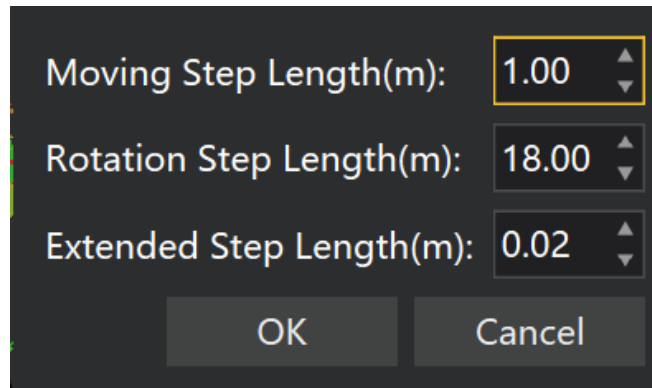 Moving Step Length(m): 1.00
Rotation Step Length(m): 18.00
Extended Step Length(m): 0.02
OK Cancel